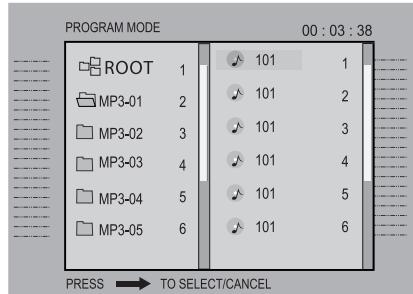 PROGRAM MODE 00 : 03 : 38
ROOT 1
MP3-01 2
MP3-02 3
MP3-03 4
MP3-04 5
MP3-05 6
101 1
101 2
101 3
101 4
101 5
101 6
PRESS TO SELECT/CANCEL